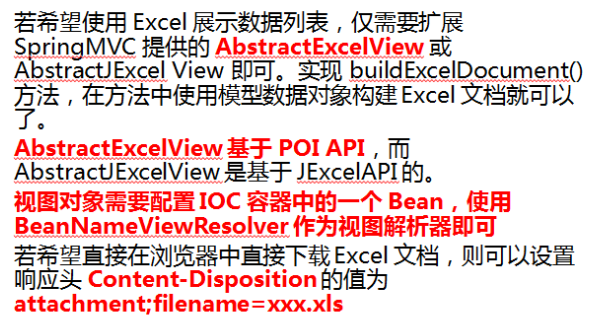 若希望使用 Excel 展示数据列表，仅需要扩展
SpringMVC 提供的 AbstractExcelView 或
AbstractJExcel View 即可。实现 buildExcelDocument()
方法，在方法中使用模型数据对象构建 Excel 文档就可以
了。
AbstractExcelView 基于 POI API，而
AbstractJExcelView 是基于 JExcelAPI 的。
视图对象需要配置 IOC 容器中的一个 Bean，使用
BeanNameViewResolver 作为视图解析器即可
若希望直接在浏览器中直接下载 Excel 文档，则可以设置
响应头 Content-Disposition 的值为
attachment;filename=xxx.xls